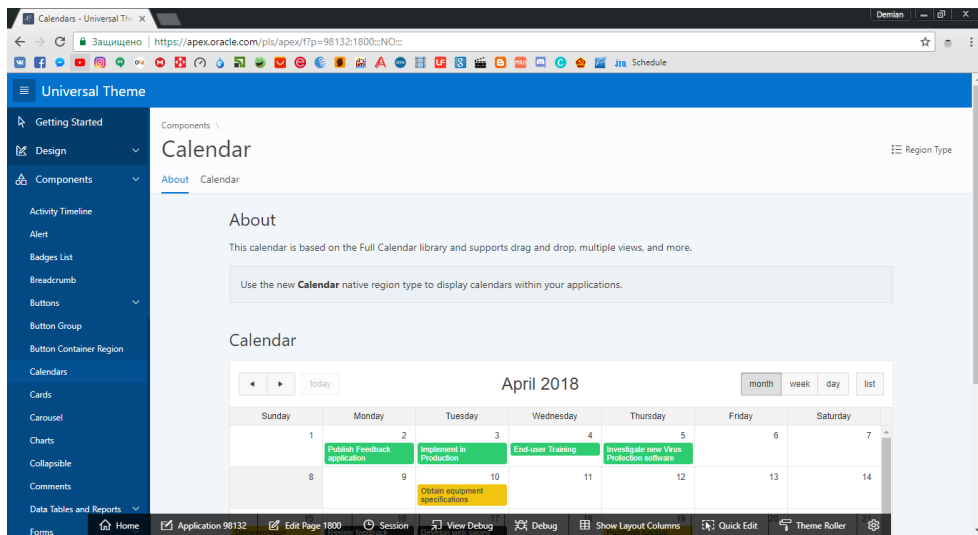 Calendars - Universal Th
Demian
Защищено
https://apex.oracle.com/pls/apex/f?p=98132:1800:::NO:::
Schedule
Universal Theme
Getting Started
Design
Components
Activity Timeline
Alert
Badges List
Breadcrumb
Buttons
Button Group
Button Container Region
Calendars
Cards
Carousel
Charts
Collapsible
Comments
Data Tables and Reports
Forms
Components \
Calendar
Region Type
About Calendar
About
This calendar is based on the Full Calendar library and supports drag and drop, multiple views, and more.
Use the new Calendar native region type to display calendars within your applications.
Calendar
today
April 2018
month week day list
Sunday Monday Tuesday Wednesday Thursday Friday Saturday
1 2 3 4 5 6 7
Publish Feedback application
Implement in Production
End-user Training
Investigate new Virus Protection software
8 9 10 11 12 13 14
Obtain equipment specifications
Home Application 98132 Edit Page 1800 Session View Debug Debug Show Layout Columns Quick Edit Theme Roller